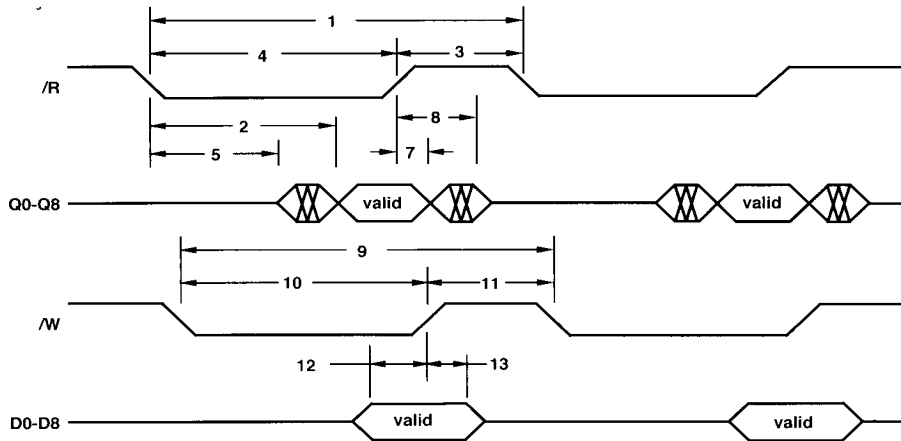 1
4 3
/R
2 8
5 7
Q0-Q8 valid valid
9
10 11
/W
12 13
D0-D8 valid valid